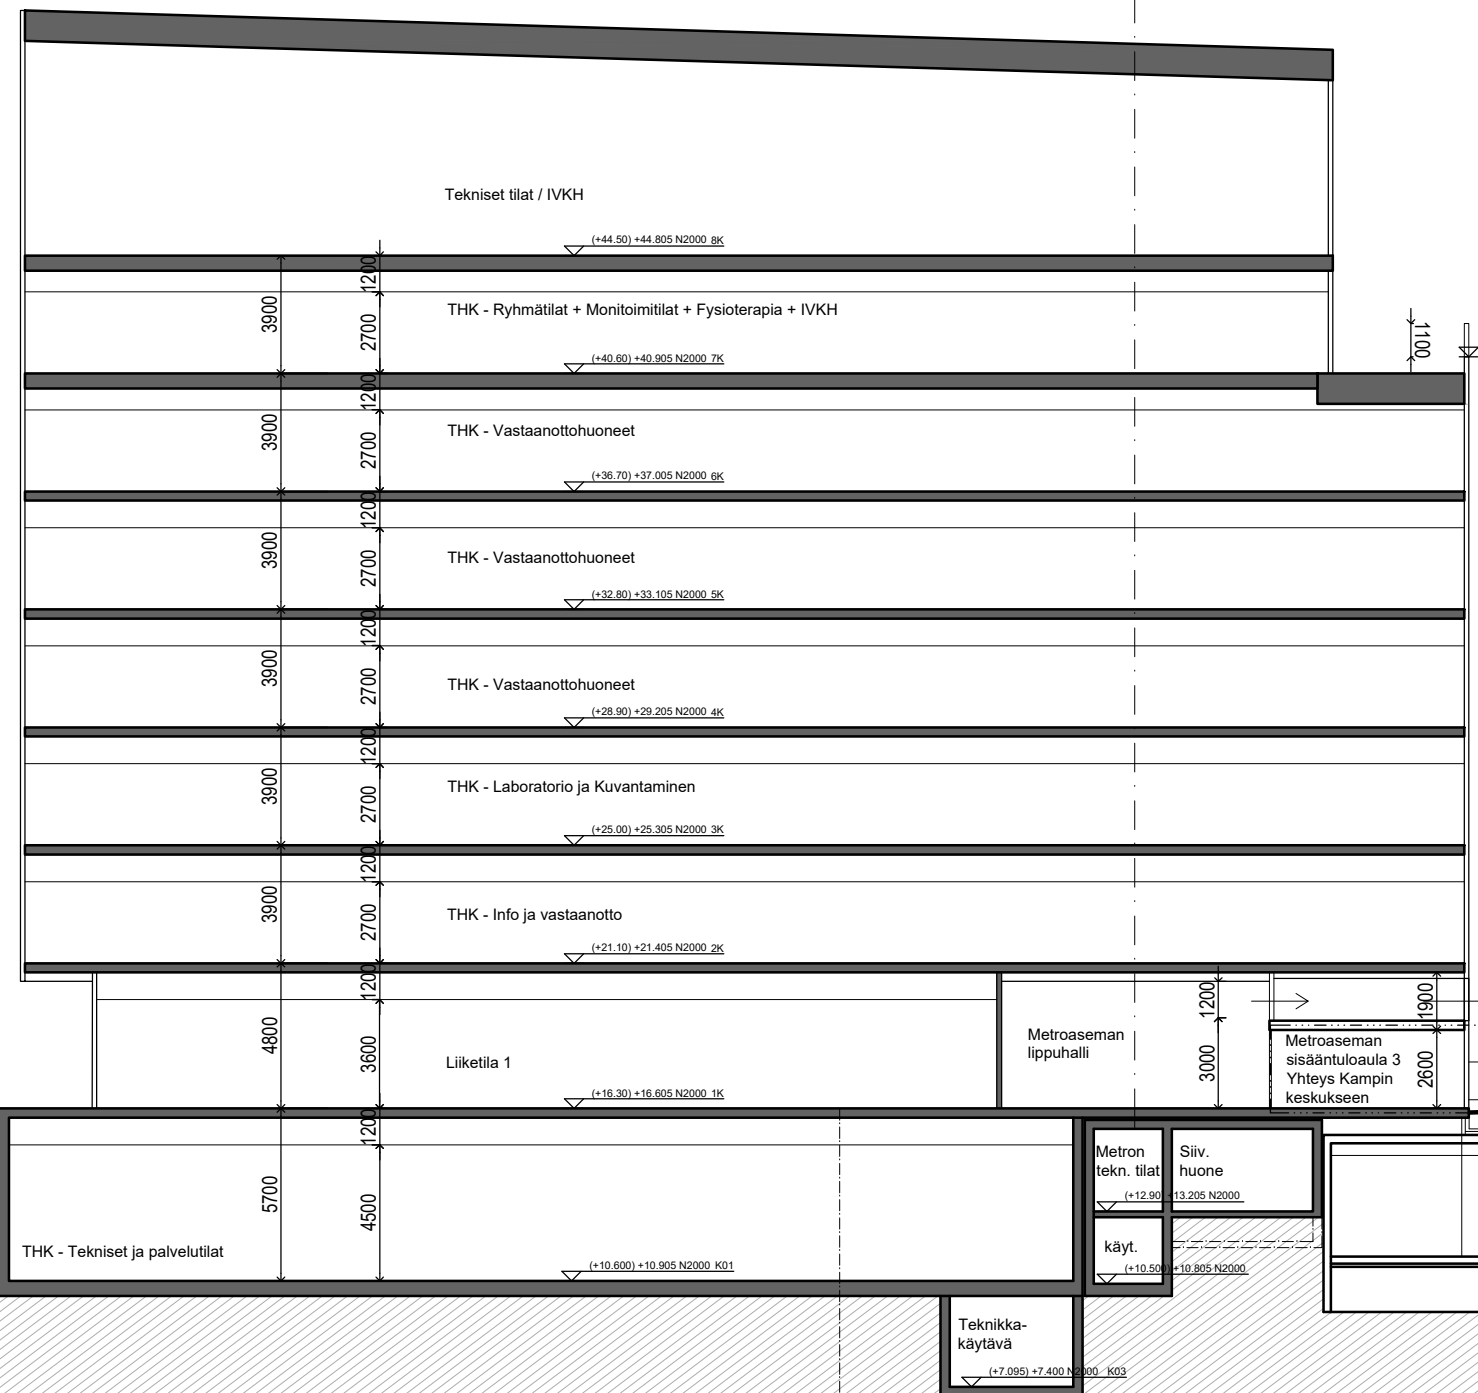 Tekniset tilat / IVKH
(+44.50) +44.805 N2000 8K
1200
3900
2700
THK - Ryhmätilat + Monitoimitilat + Fysioterapia + IVKH
1100
(+40.60) +40.905 N2000 7K
1200
3900
2700
THK - Vastaanottohuoneet
(+36.70) +37.005 N2000 6K
1200
3900
2700
THK - Vastaanottohuoneet
(+32.80) +33.105 N2000 5K
1200
3900
2700
THK - Vastaanottohuoneet
(+28.90) +29.205 N2000 4K
1200
3900
2700
THK - Laboratorio ja Kuvantaminen
(+25.00) +25.305 N2000 3K
1200
3900
2700
THK - Info ja vastaanotto
(+21.10) +21.405 N2000 2K
1200
4800
3600
Liiketila 1
Metroaseman
lippuhalli
1200
3000
1900
2600
Metroaseman
sisääntuloaula 3
Yhteys Kampin
keskukseen
(+16.30) +16.605 N2000 1K
1200
5700
4500
THK - Tekniset ja palvelutilat
(+10.600) +10.905 N2000 K01
Metron
tekn. tilat
Siiv.
huone
(+12.90) +13.205 N2000
käyt.
(+10.500) +10.805 N2000
Teknikka-
käytävä
(+7.095) +7.400 N2000 K03